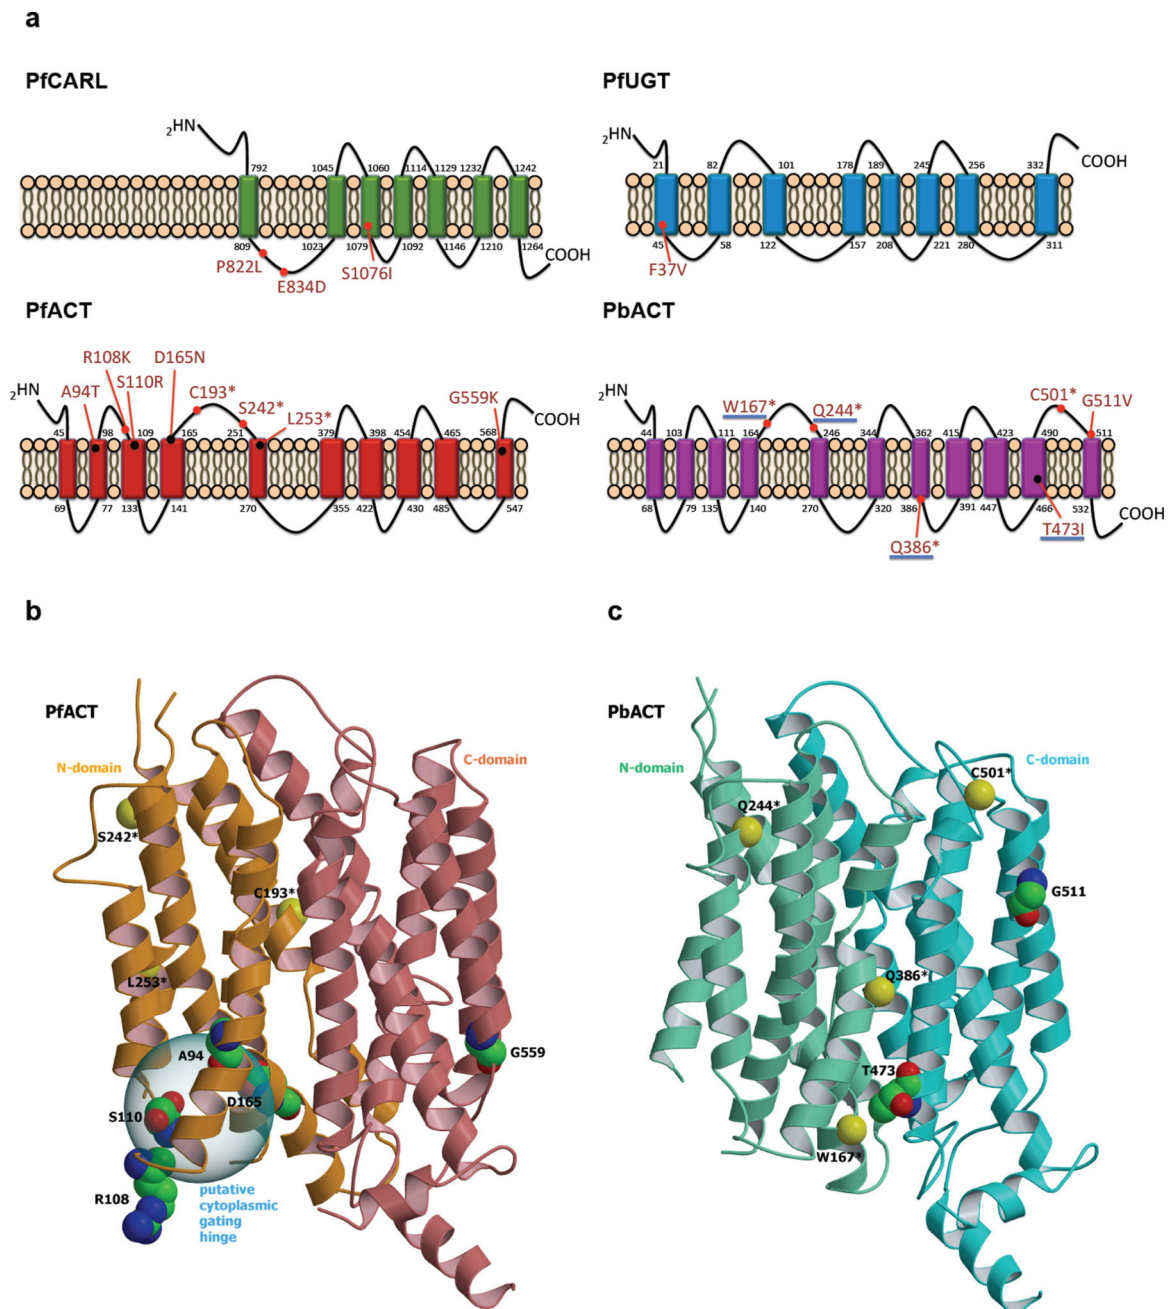 a
PfCARL
PfUGT
₂HN
792 1045 1060 1114 1129 1232 1242
809 1023 1079 1092 1146 1210 1264
COOH
P822L
E834D
S1076I
₂HN
21 82 101 178 189 245 256 332
COOH
45 58 122 157 208 221 280 311
F37V
PfACT
PbACT
R108K D165N
A94T S110R C193*
S242* L253*
G559K
₂HN
COOH
45 98 109 165 251 379 398 454 465 568
69 77 133 141 270 355 422 430 485 547
₂HN
W167* Q244* C501* G511V
44 103 111 164 246 344 362 415 423 490 511
68 79 135 140 270 320 386 391 447 466 532
COOH
Q386* T473I
b
c
PfACT
N-domain
C-domain
S242*
C193*
L253*
A94
G559
S110
D165
R108
putative
cytoplasmic
gating
hinge
PbACT
N-domain
C-domain
C501*
Q244*
G511
Q386*
T473
W167*